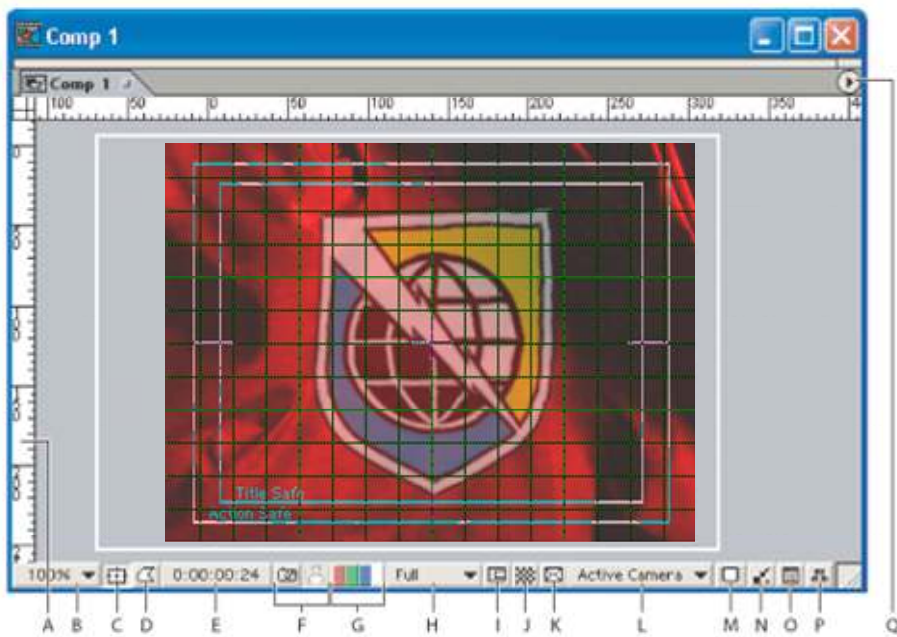 Comp 1
Comp 1
100 50 0 50 100 150 200 250 300 350
Title Safe
Action Safe
100% 0:00:00:24 Full Active Camera
A B C D E F G H I J K L M N O P Q